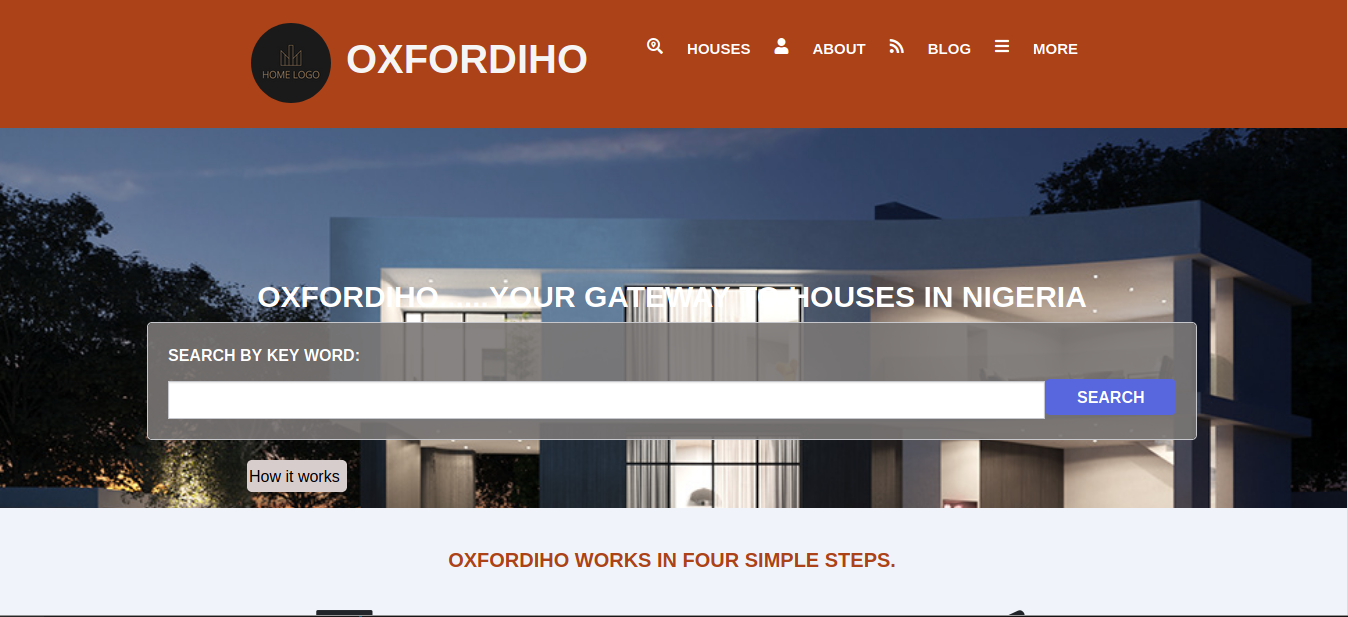 HOME LOGO
OXFORDIHO
HOUSES
ABOUT
BLOG
MORE
OXFORDIHO .....YOUR GATEWAY TO HOUSES IN NIGERIA
SEARCH BY KEY WORD:
SEARCH
How it works
OXFORDIHO WORKS IN FOUR SIMPLE STEPS.